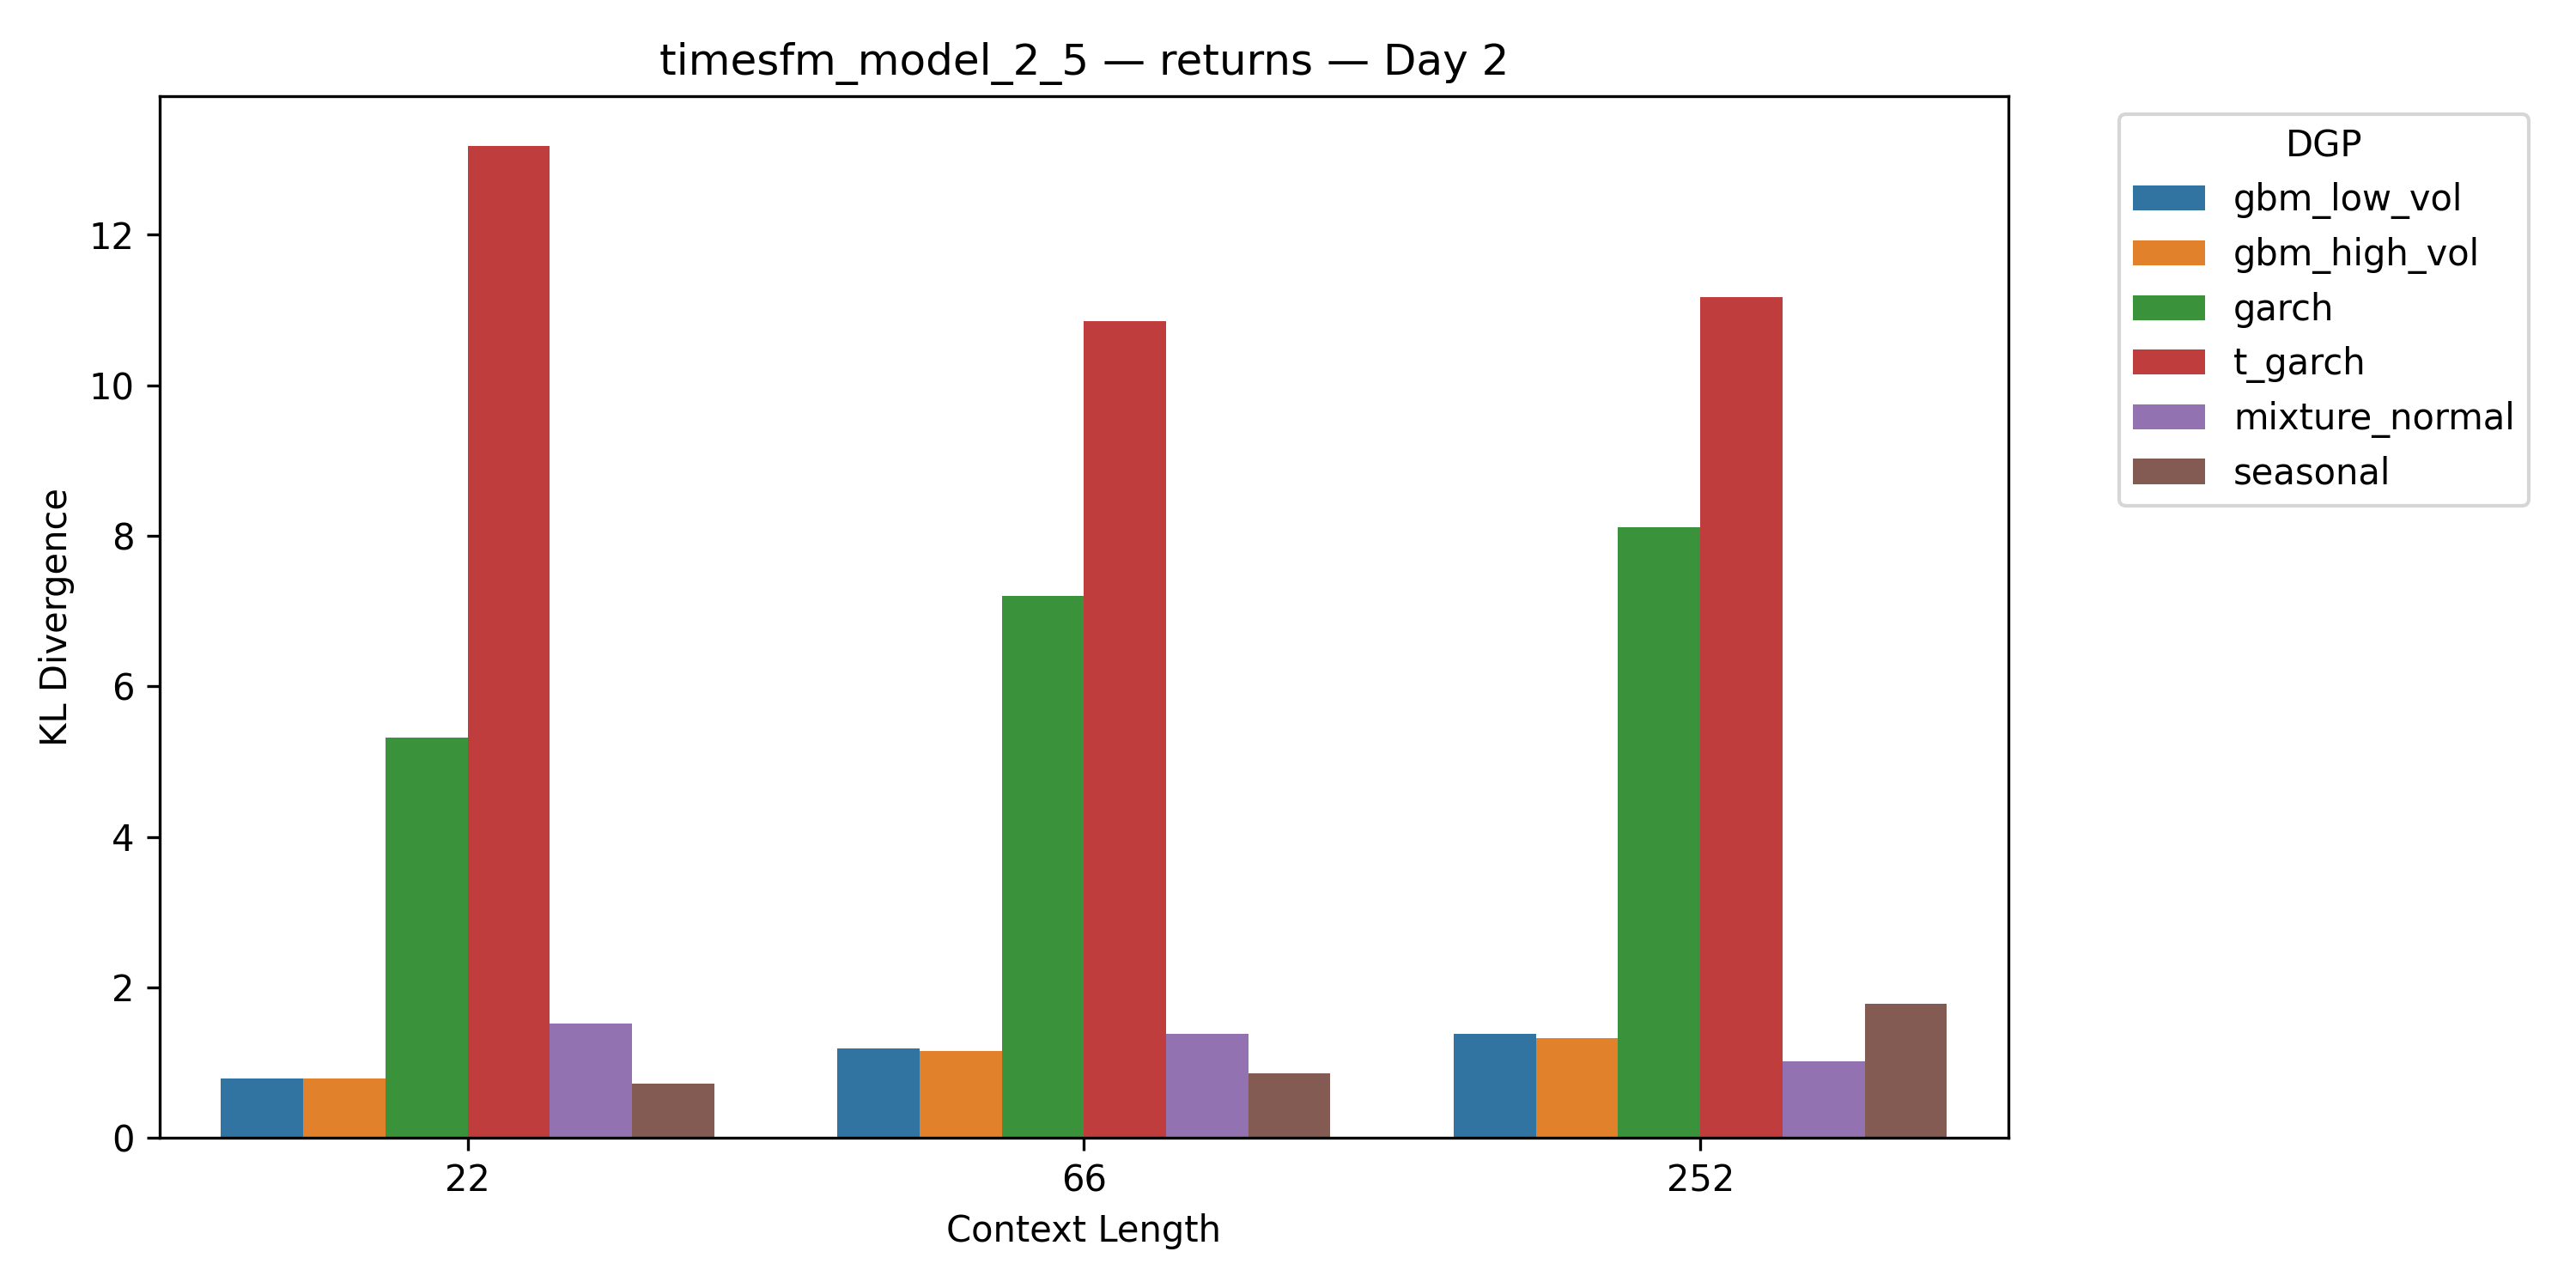 timesfm_model_2_5 — returns — Day 2
KL Divergence
12
10
8
6
4
2
0
22
66
252
Context Length
DGP
gbm_low_vol
gbm_high_vol
garch
t_garch
mixture_normal
seasonal